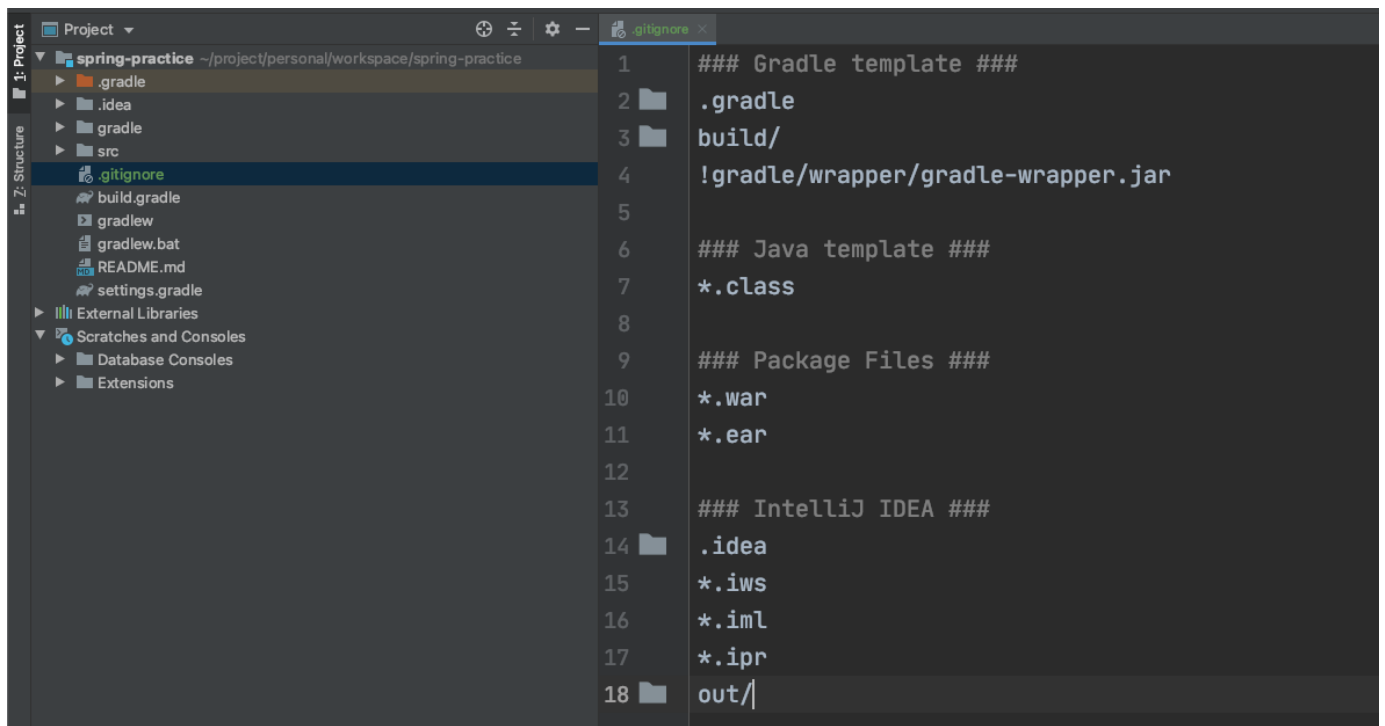 Project
.gitignore
1: Project
7: Structure
spring-practice ~/project/personal/workspace/spring-practice
.gradle
.idea
gradle
src
.gitignore
build.gradle
gradlew
gradlew.bat
README.md
settings.gradle
External Libraries
Scratches and Consoles
Database Consoles
Extensions
1 ### Gradle template ###
2 .gradle
3 build/
4 !gradle/wrapper/gradle-wrapper.jar
5
6 ### Java template ###
7 *.class
8
9 ### Package Files ###
10 *.war
11 *.ear
12
13 ### IntelliJ IDEA ###
14 .idea
15 *.iws
16 *.iml
17 *.ipr
18 out/